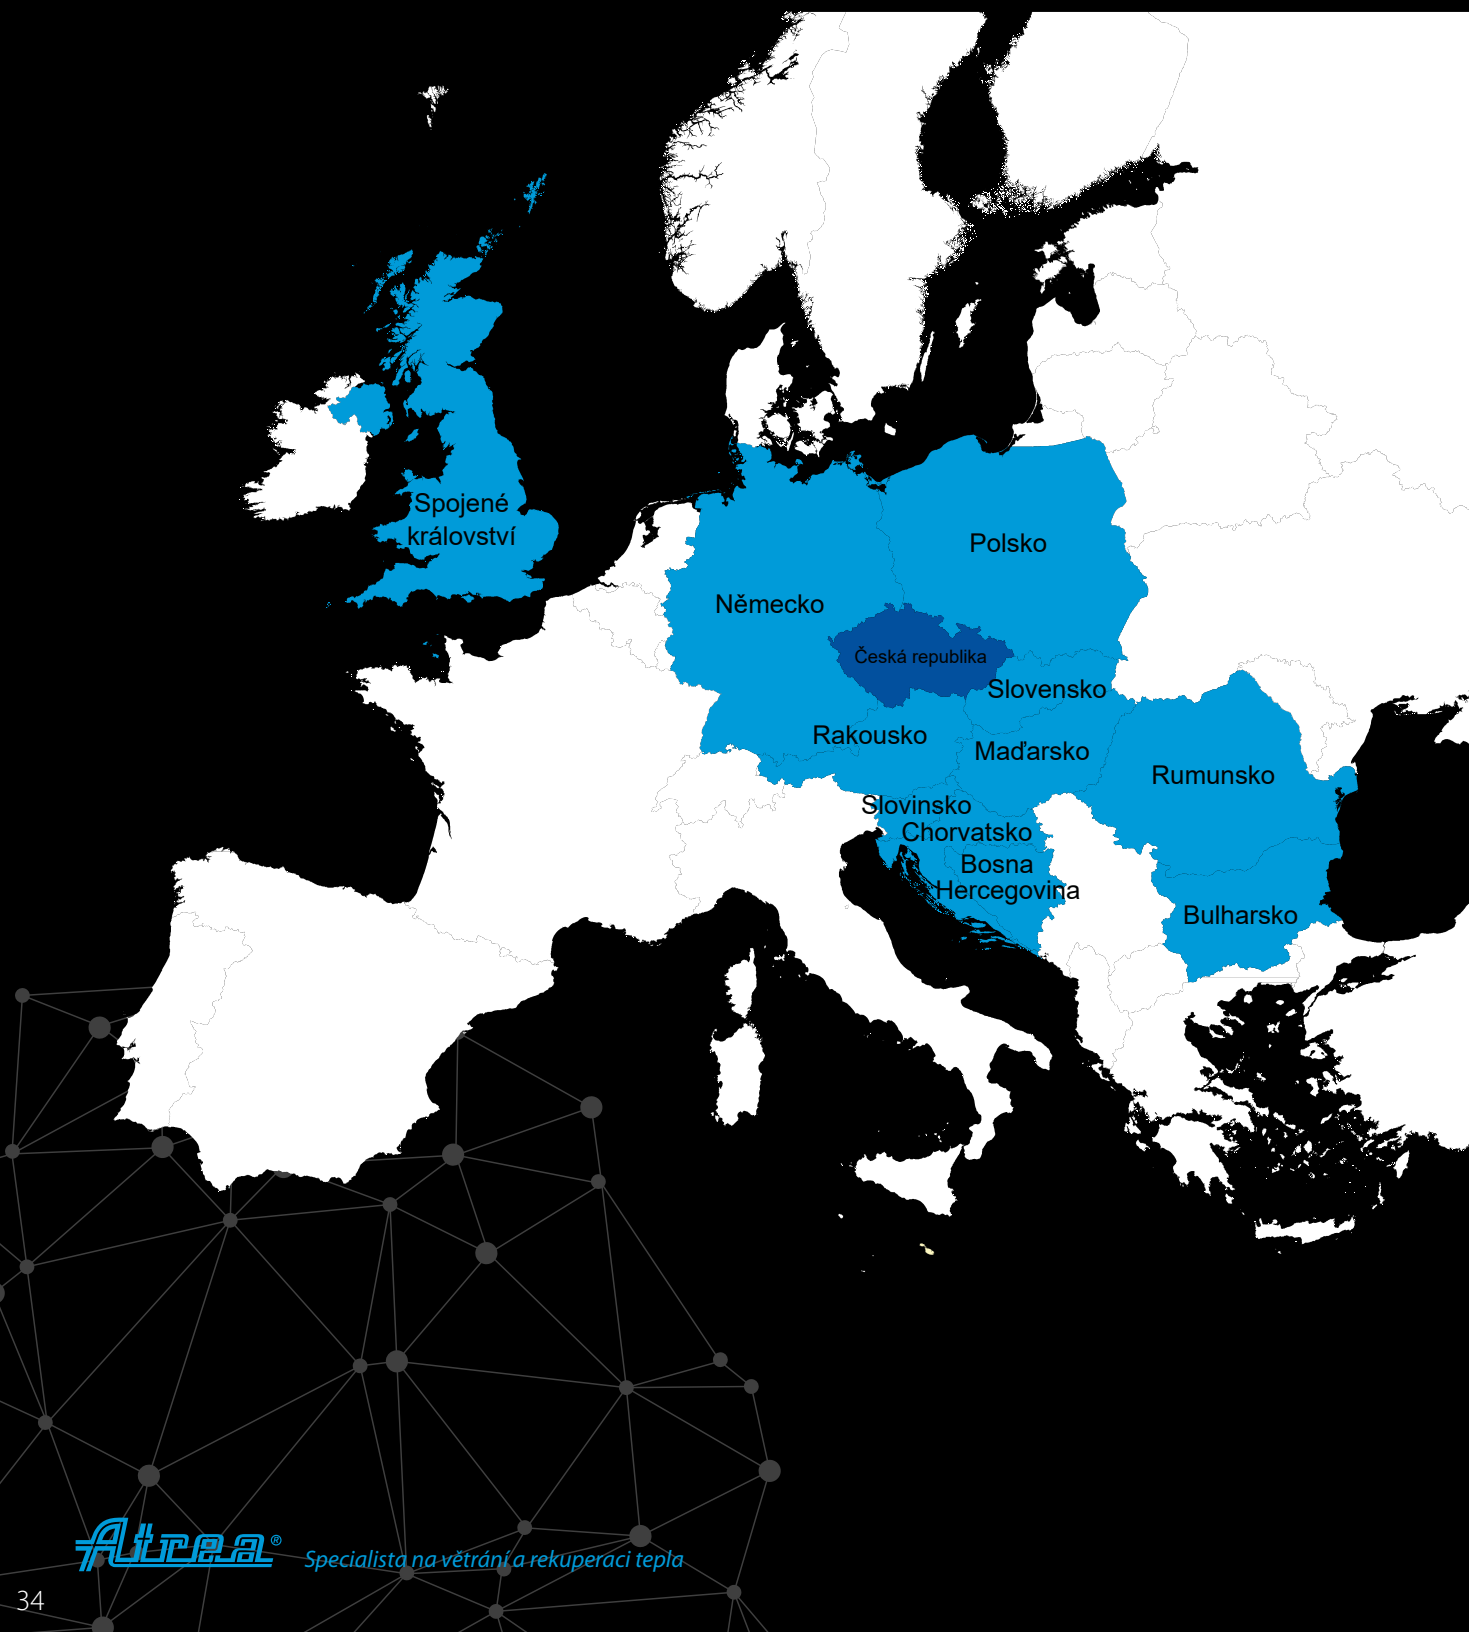 Spojené
království
Polsko
Německo
Česká republika
Slovensko
Rakousko
Maďarsko
Rumunsko
Slovinsko
Chorvatsko
Bosna
Hercegovina
Bulharsko
Atrea®
Specialista na větrání a rekuperaci tepla
34